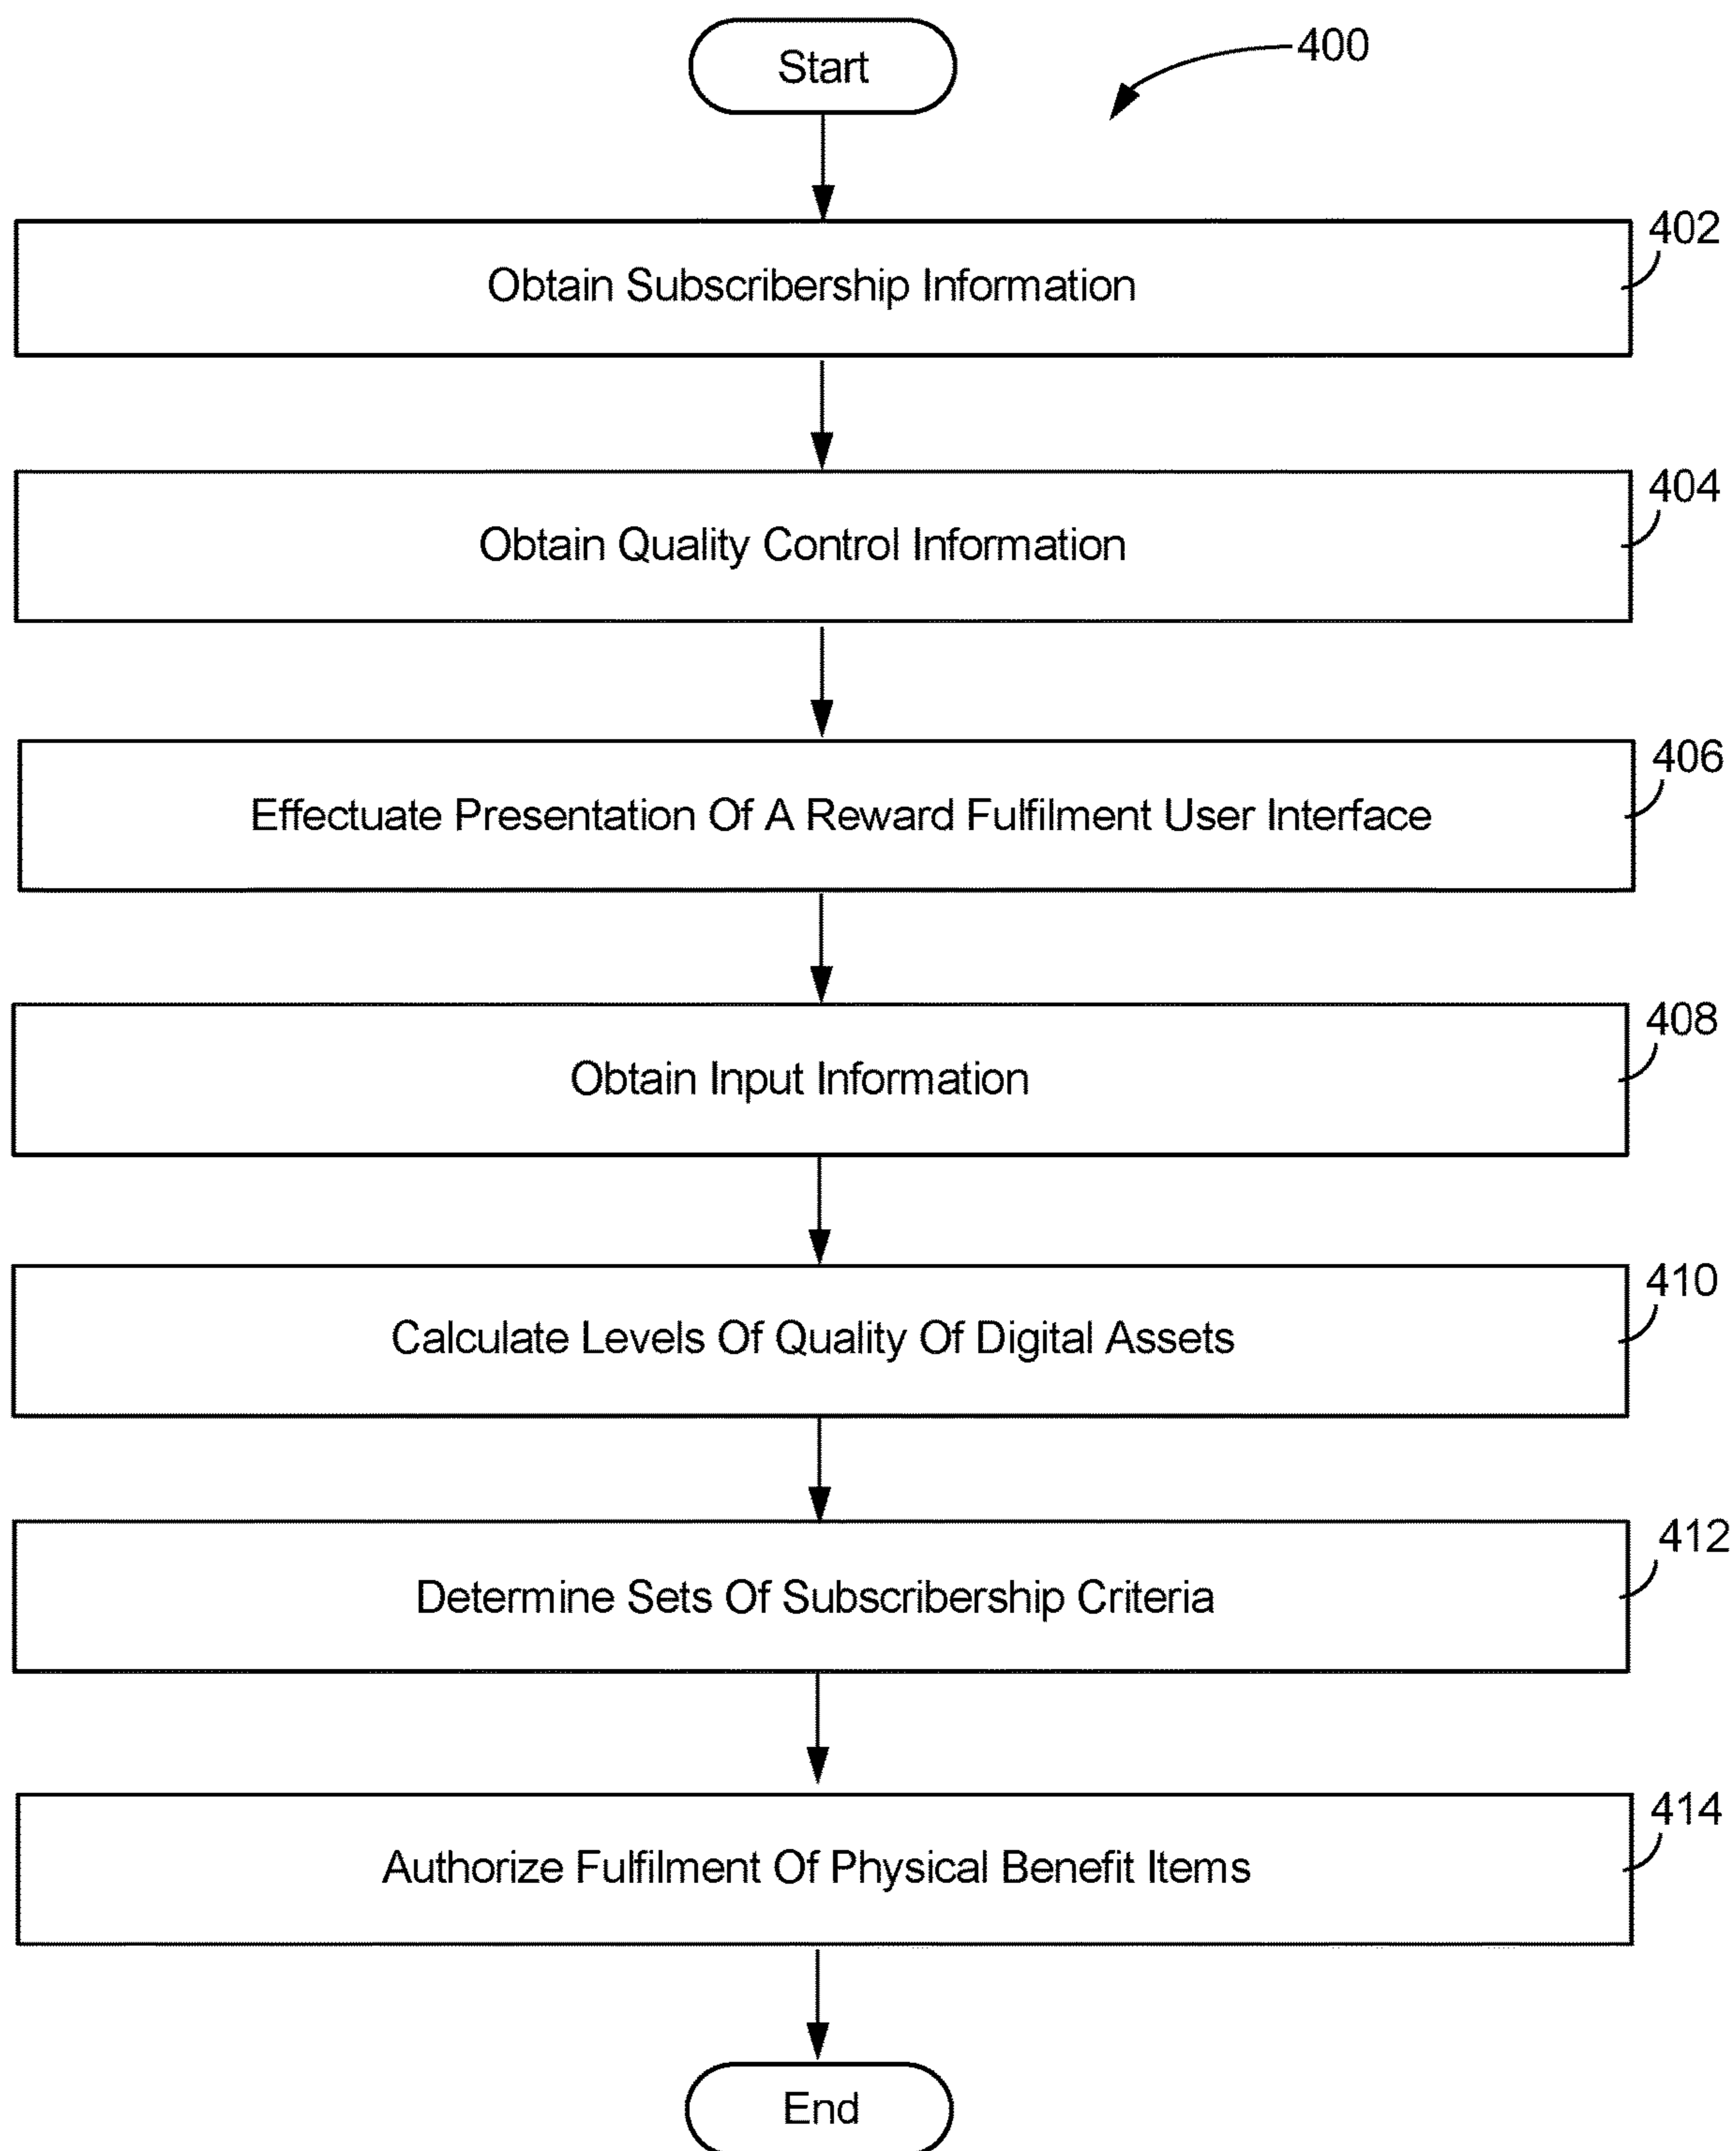 Start
400
402
Obtain Subscribership Information
404
Obtain Quality Control Information
406
Effectuate Presentation Of A Reward Fulfilment User Interface
408
Obtain Input Information
410
Calculate Levels Of Quality Of Digital Assets
412
Determine Sets Of Subscribership Criteria
414
Authorize Fulfilment Of Physical Benefit Items
End